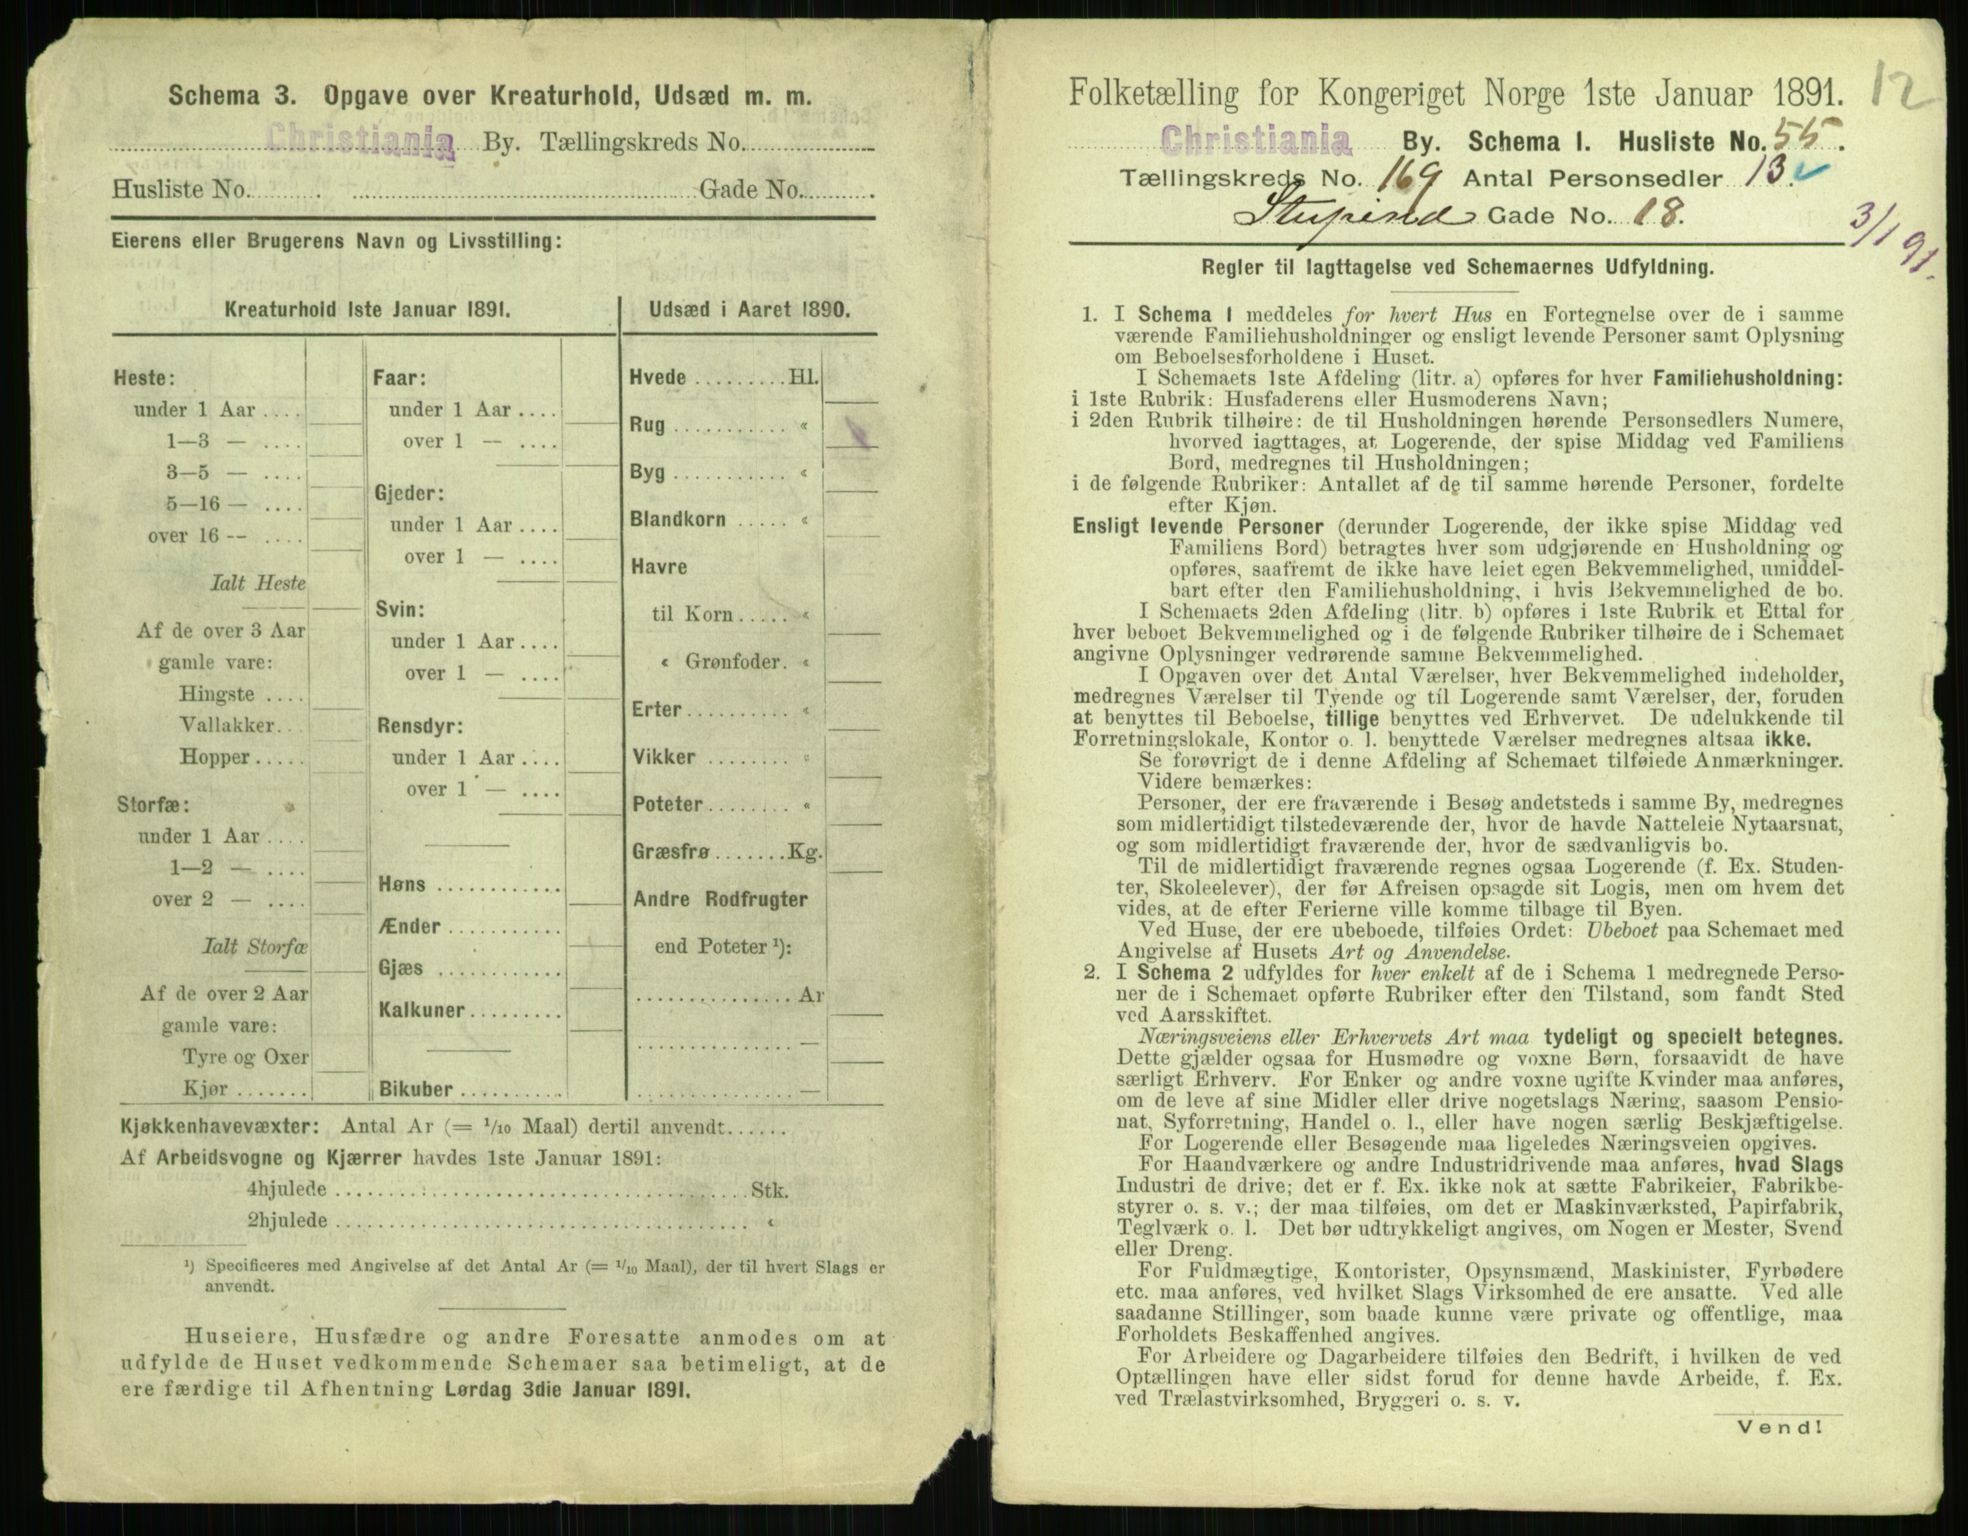 Schema 3. Opgave over Kreaturhold, Udsæd m. m.
Christiania By. Tællingskreds No.
Husliste No. Gade No.
Eierens eller Brugerens Navn og Livsstilling:
Kreaturhold 1ste Januar 1891.
Heste:
under 1 Aar ....
1—3 — ....
3—5 — ....
5—16 — ....
over 16 -- ....
Ialt Heste
Af de over 3 Aar
gamle vare:
Hingste ....
Vallakker...
Hopper.....
Storfæ:
under 1 Aar ....
1—2 — ....
over 2 — ....
Ialt Storfæ
Af de over 2 Aar
gamle vare:
Tyre og Oxer
Kjør .......
Faar:
under 1 Aar ....
over 1 — ....
Gjeder:
under 1 Aar ....
over 1 — ....
Svin:
under 1 Aar ....
over 1 — ....
Rensdyr:
under 1 Aar ....
over 1 — ....
Høns ............
Ænder ...........
Gjæs ............
Kalkuner.........
Bikuber ..........
Udsæd i Aaret 1890.
Hvede .........Hl.
Rug ........... «
Byg ........... «
Blandkorn ..... «
Havre
til Korn..... «
« Grønfoder. «
Erter.......... «
Vikker ........ «
Poteter........ «
Græsfrø.......Kg.
Andre Rodfrugter
end Poteter ¹):
............... Ar
............... —
............... —
Kjøkkenhavevæxter: Antal Ar (= 1/10 Maal) dertil anvendt......
Af Arbeidsvogne og Kjærrer havdes 1ste Januar 1891:
4hjulede ........................................Stk.
2hjulede ........................................ «
¹) Specificeres med Angivelse af det Antal Ar (= 1/10 Maal), der til hvert Slags er
anvendt.
Huseiere, Husfædre og andre Foresatte anmodes om at
udfylde de Huset vedkommende Schemaer saa betimeligt, at de
ere færdige til Afhentning Lørdag 3die Januar 1891.
12
Folketælling for Kongeriget Norge 1ste Januar 1891.
Christiania By. Schema I. Husliste No. 55.
Tællingskreds No. 169 Antal Personsedler 13.
Stupind Gade No. 18.
3/1 91.
Regler til Iagttagelse ved Schemaernes Udfyldning.
1. I Schema I meddeles for hvert Hus en Fortegnelse over de i samme
værende Familiehusholdninger og ensligt levende Personer samt Oplysning
om Beboelsesforholdene i Huset.
I Schemaets 1ste Afdeling (litr. a) opføres for hver Familiehusholdning:
i 1ste Rubrik: Husfaderens eller Husmoderens Navn;
i 2den Rubrik tilhøire: de til Husholdningen hørende Personsedlers Numere,
hvorved iagttages, at Logerende, der spise Middag ved Familiens
Bord, medregnes til Husholdningen;
i de følgende Rubriker: Antallet af de til samme hørende Personer, fordelte
efter Kjøn.
Ensligt levende Personer (derunder Logerende, der ikke spise Middag ved
Familiens Bord) betragtes hver som udgjørende en Husholdning og
opføres, saafremt de ikke have leiet egen Bekvemmelighed, umiddel-
bart efter den Familiehusholdning, i hvis Bekvemmelighed de bo.
I Schemaets 2den Afdeling (litr. b) opføres i 1ste Rubrik et Ettal for
hver beboet Bekvemmelighed og i de følgende Rubriker tilhøire de i Schemaet
angivne Oplysninger vedrørende samme Bekvemmelighed.
I Opgaven over det Antal Værelser, hver Bekvemmelighed indeholder,
medregnes Værelser til Tyende og til Logerende samt Værelser, der, foruden
at benyttes til Beboelse, tillige benyttes ved Erhvervet. De udelukkende til
Forretningslokale, Kontor o. l. benyttede Værelser medregnes altsaa ikke.
Se forøvrigt de i denne Afdeling af Schemaet tilføiede Anmærkninger.
Videre bemærkes:
Personer, der ere fraværende i Besøg andetsteds i samme By, medregnes
som midlertidigt tilstedeværende der, hvor de havde Natteleie Nytaarsnat,
og som midlertidigt fraværende der, hvor de sædvanligvis bo.
Til de midlertidigt fraværende regnes ogsaa Logerende (f. Ex. Studen-
ter, Skoleelever), der før Afreisen opsagde sit Logis, men om hvem det
vides, at de efter Ferierne ville komme tilbage til Byen.
Ved Huse, der ere ubeboede, tilføies Ordet: Ubeboet paa Schemaet med
Angivelse af Husets Art og Anvendelse.
2. I Schema 2 udfyldes for hver enkelt af de i Schema 1 medregnede Perso-
ner de i Schemaet opførte Rubriker efter den Tilstand, som fandt Sted
ved Aarsskiftet.
Næringsveiens eller Erhvervets Art maa tydeligt og specielt betegnes.
Dette gjælder ogsaa for Husmødre og voxne Børn, forsaavidt de have
særligt Erhverv. For Enker og andre voxne ugifte Kvinder maa anføres,
om de leve af sine Midler eller drive nogetslags Næring, saasom Pensio-
nat, Syforretning, Handel o. l., eller have nogen særlig Beskjæftigelse.
For Logerende eller Besøgende maa ligeledes Næringsveien opgives.
For Haandværkere og andre Industridrivende maa anføres, hvad Slags
Industri de drive; det er f. Ex. ikke nok at sætte Fabrikeier, Fabrikbe-
styrer o. s. v.; der maa tilføies, om det er Maskinværksted, Papirfabrik,
Teglværk o. l. Det bør udtrykkeligt angives, om Nogen er Mester, Svend
eller Dreng.
For Fuldmægtige, Kontorister, Opsynsmænd, Maskinister, Fyrbødere
etc. maa anføres, ved hvilket Slags Virksomhed de ere ansatte. Ved alle
saadanne Stillinger, som baade kunne være private og offentlige, maa
Forholdets Beskaffenhed angives.
For Arbeidere og Dagarbeidere tilføies den Bedrift, i hvilken de ved
Optællingen have eller sidst forud for denne havde Arbeide, f. Ex.
ved Trælastvirksomhed, Bryggeri o. s. v.
Vend!